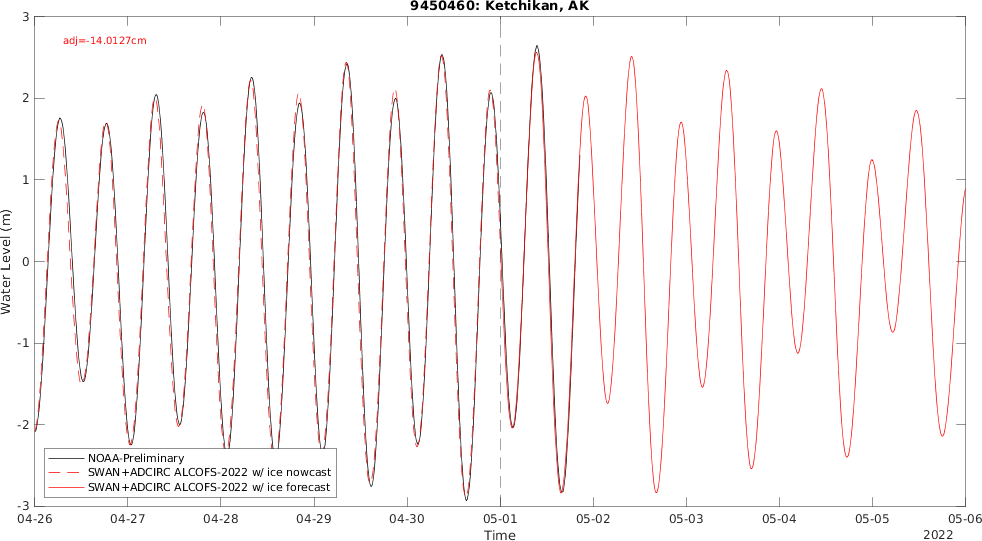 9450460: Ketchikan, AK
adj=-14.0127cm
3
2
1
0
-1
-2
-3
Water Level (m)
NOAA-Preliminary
SWAN+ADCIRC ALCOFS-2022 w/ ice nowcast
SWAN+ADCIRC ALCOFS-2022 w/ ice forecast
04-26 04-27 04-28 04-29 04-30 05-01 05-02 05-03 05-04 05-05 05-06
Time
2022